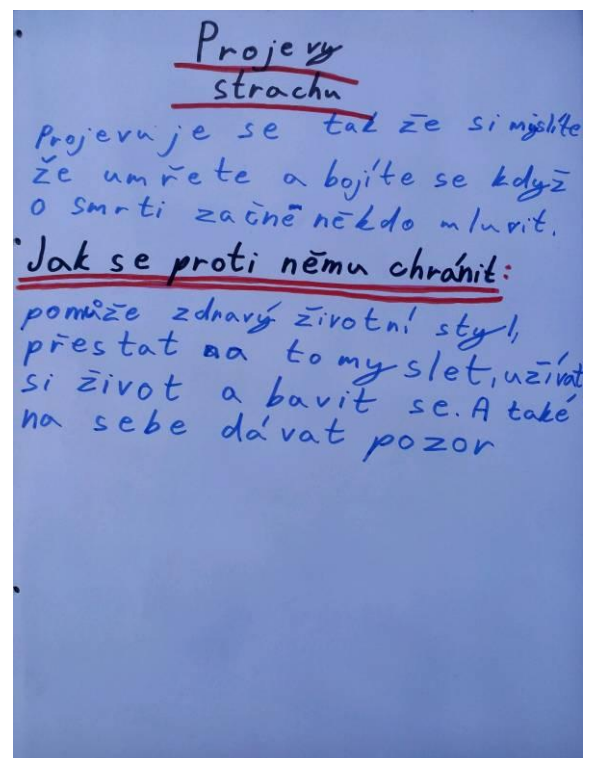 Projevy
strachu
Projevuje se tak že si myslíte
že umřete a bojíte se když
o smrti začně někdo mluvit.
Jak se proti němu chránit:
pomůže zdravý životní styl,
přestat na to myslet, užívat
si život a bavit se. A také
na sebe dávat pozor